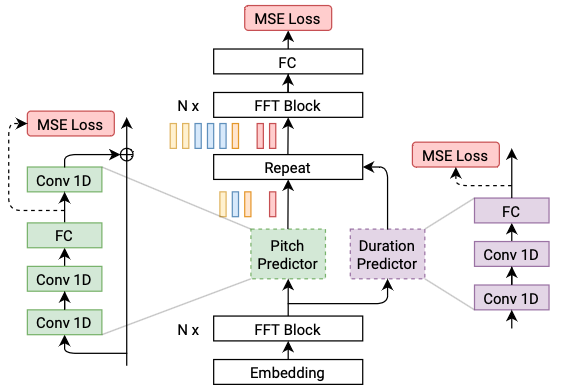 MSE Loss
FC
N x
FFT Block
Repeat
Pitch
Predictor
Duration
Predictor
N x
FFT Block
Embedding
MSE Loss
Conv 1D
FC
Conv 1D
Conv 1D
MSE Loss
FC
Conv 1D
Conv 1D